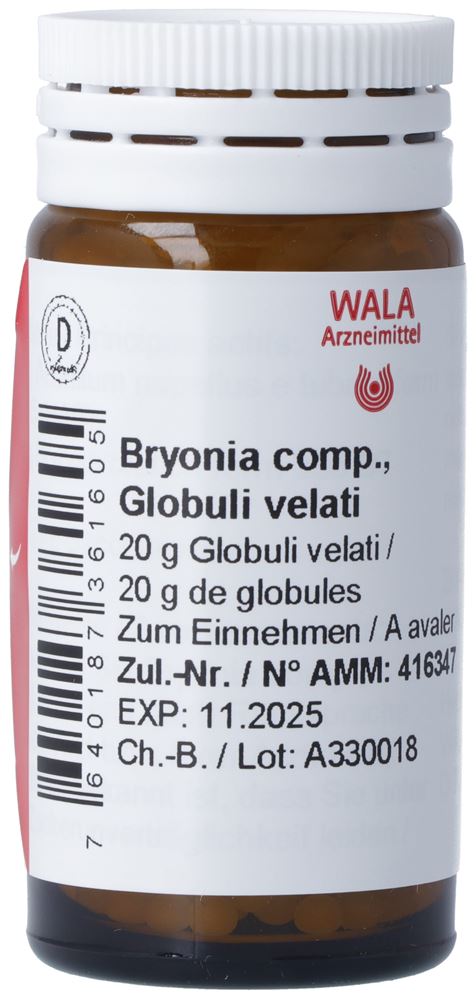 WALA
Arzneimittel
D
Bryonia comp.,
Globuli velati
20 g Globuli velati /
20 g de globules
Zum Einnehmen / A avaler
Zul.-Nr. / N° AMM: 416347
EXP: 11.2025
Ch.-B. / Lot: A330018
7 640187 361605